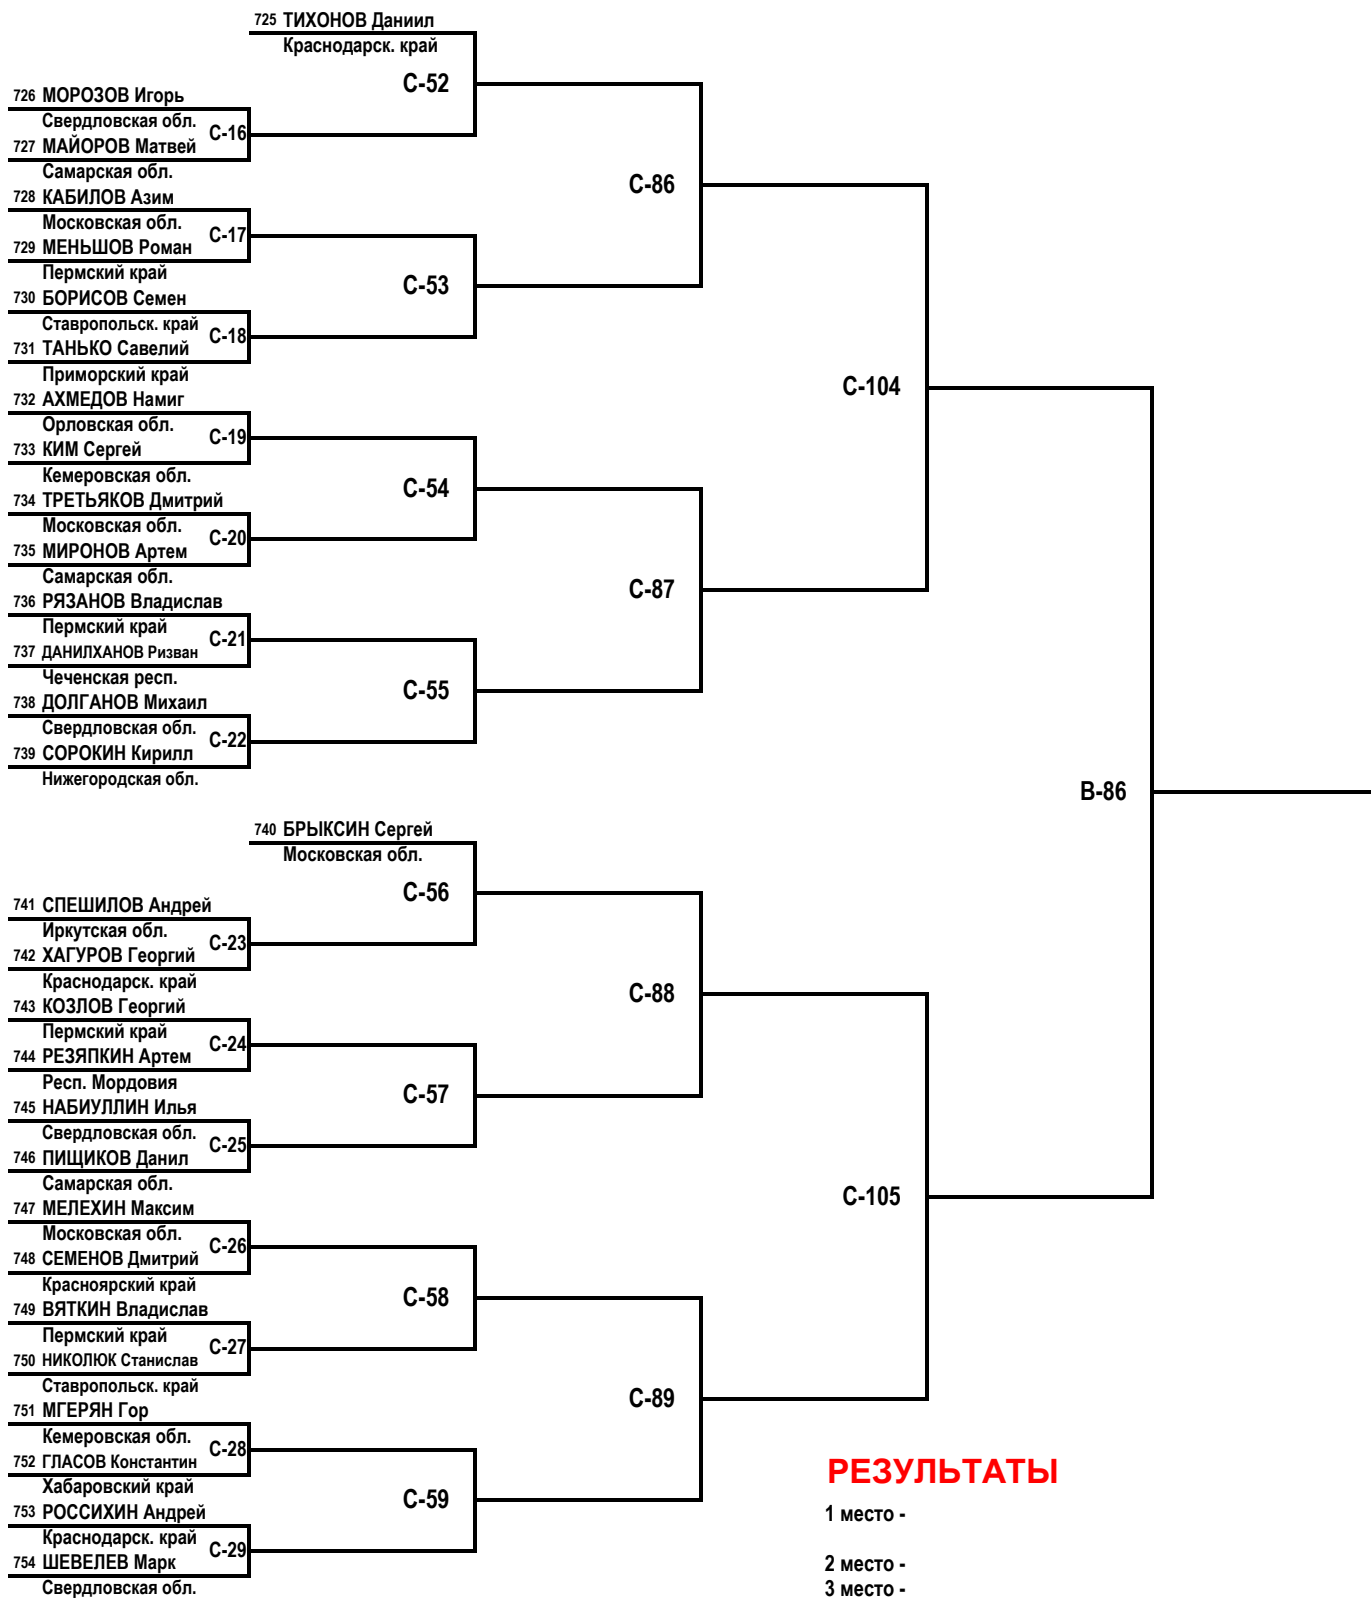 725 ТИХОНОВ Даниил
Краснодарск. край
С-52
726 МОРОЗОВ Игорь
Свердловская обл.
С-16
727 МАЙОРОВ Матвей
Самарская обл.
С-86
728 КАБИЛОВ Азим
Московская обл.
С-17
729 МЕНЬШОВ Роман
Пермский край
С-53
730 БОРИСОВ Семен
Ставропольск. край
С-18
731 ТАНЬКО Савелий
Приморский край
С-104
732 АХМЕДОВ Намиг
Орловская обл.
С-19
733 КИМ Сергей
Кемеровская обл.
С-54
734 ТРЕТЬЯКОВ Дмитрий
Московская обл.
С-20
735 МИРОНОВ Артем
Самарская обл.
С-87
736 РЯЗАНОВ Владислав
Пермский край
С-21
737 ДАНИЛХАНОВ Ризван
Чеченская респ.
С-55
738 ДОЛГАНОВ Михаил
Свердловская обл.
С-22
739 СОРОКИН Кирилл
Нижегородская обл.
В-86
740 БРЫКСИН Сергей
Московская обл.
С-56
741 СПЕШИЛОВ Андрей
Иркутская обл.
С-23
742 ХАГУРОВ Георгий
Краснодарск. край
С-88
743 КОЗЛОВ Георгий
Пермский край
С-24
744 РЕЗЯПКИН Артем
Респ. Мордовия
С-57
745 НАБИУЛЛИН Илья
Свердловская обл.
С-25
746 ПИЩИКОВ Данил
Самарская обл.
С-105
747 МЕЛЕХИН Максим
Московская обл.
С-26
748 СЕМЕНОВ Дмитрий
Красноярский край
С-58
749 ВЯТКИН Владислав
Пермский край
С-27
750 НИКОЛЮК Станислав
Ставропольск. край
С-89
751 МГЕРЯН Гор
Кемеровская обл.
С-28
752 ГЛАСОВ Константин
Хабаровский край
С-59
753 РОССИХИН Андрей
Краснодарск. край
С-29
754 ШЕВЕЛЕВ Марк
Свердловская обл.
РЕЗУЛЬТАТЫ
1 место -
2 место -
3 место -